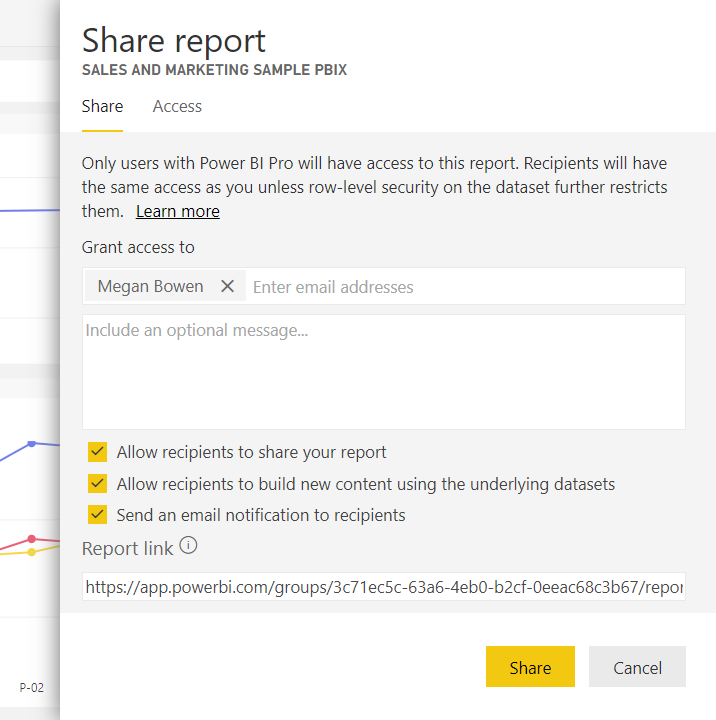 Share report
SALES AND MARKETING SAMPLE PBIX
Share Access
Only users with Power BI Pro will have access to this report. Recipients will have
the same access as you unless row-level security on the dataset further restricts
them. Learn more
Grant access to
Megan Bowen Enter email addresses
Include an optional message...
Allow recipients to share your report
Allow recipients to build new content using the underlying datasets
Send an email notification to recipients
Report link
https://app.powerbi.com/groups/3c71ec5c-63a6-4eb0-b2cf-0eeac68c3b67/repor
Share Cancel
P-02